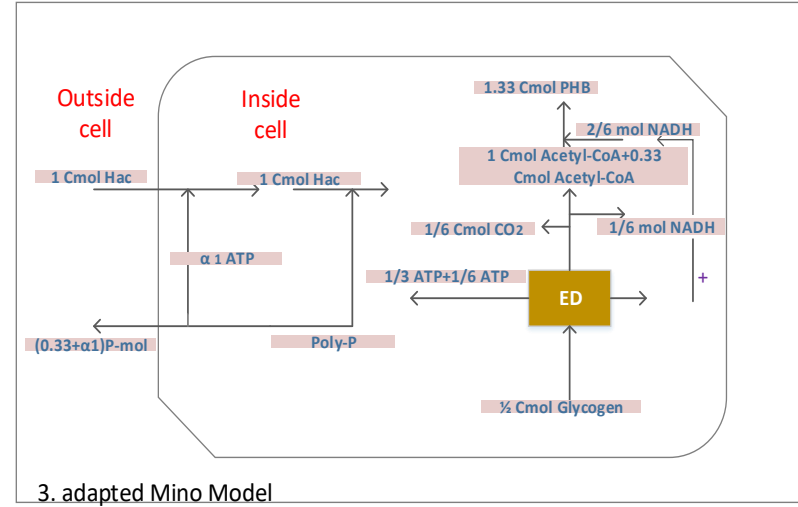 1.33 Cmol PHB
Outside
cell
Inside
cell
2/6 mol NADH
1 Cmol Acetyl-CoA+0.33
Cmol Acetyl-CoA
1 Cmol Hac
1 Cmol Hac
1/6 Cmol CO2
1/6 mol NADH
α 1 ATP
1/3 ATP+1/6 ATP
ED
+
(0.33+α1)P-mol
Poly-P
½ Cmol Glycogen
3. adapted Mino Model